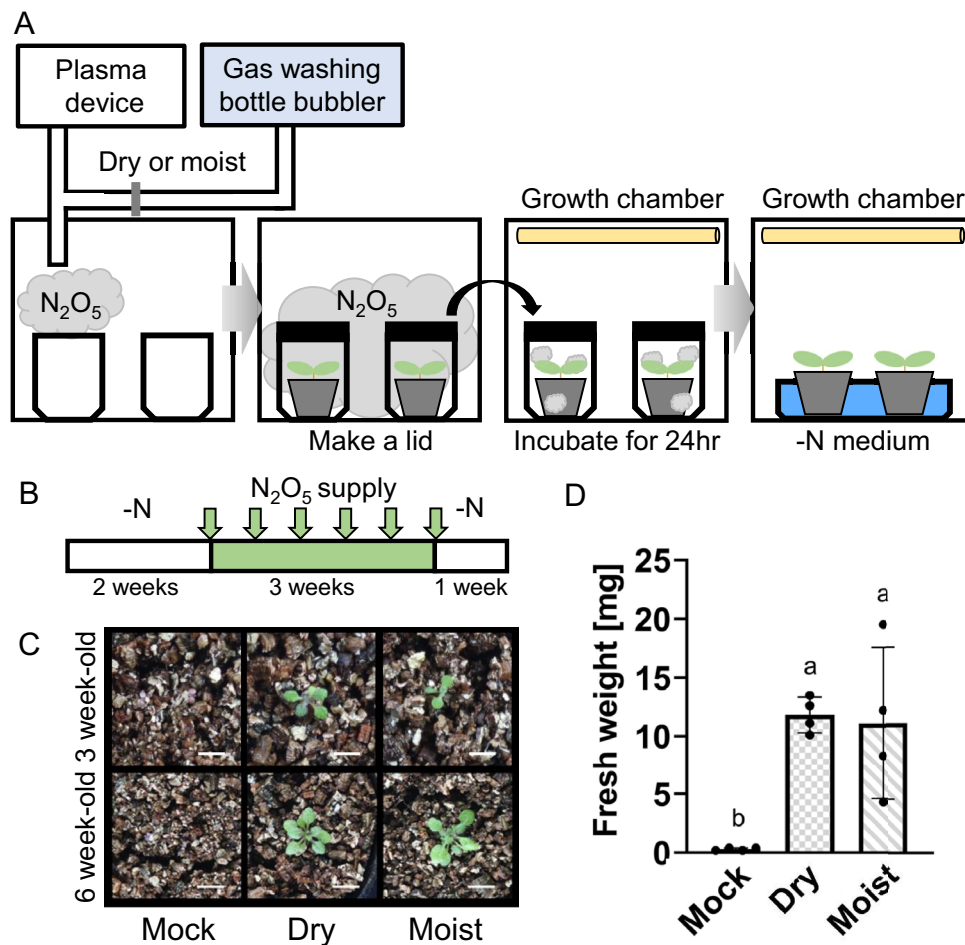 A
Plasma
device
Gas washing
bottle bubbler
Dry or moist
Growth chamber
Growth chamber
N₂O₅
N₂O₅
Make a lid
Incubate for 24hr
-N medium
B
-N
N₂O₅ supply
-N
2 weeks
3 weeks
1 week
C
3 week-old
6 week-old
Mock
Dry
Moist
D
Fresh weight [mg]
25
20
15
10
5
0
b
a
a
Mock
Dry
Moist